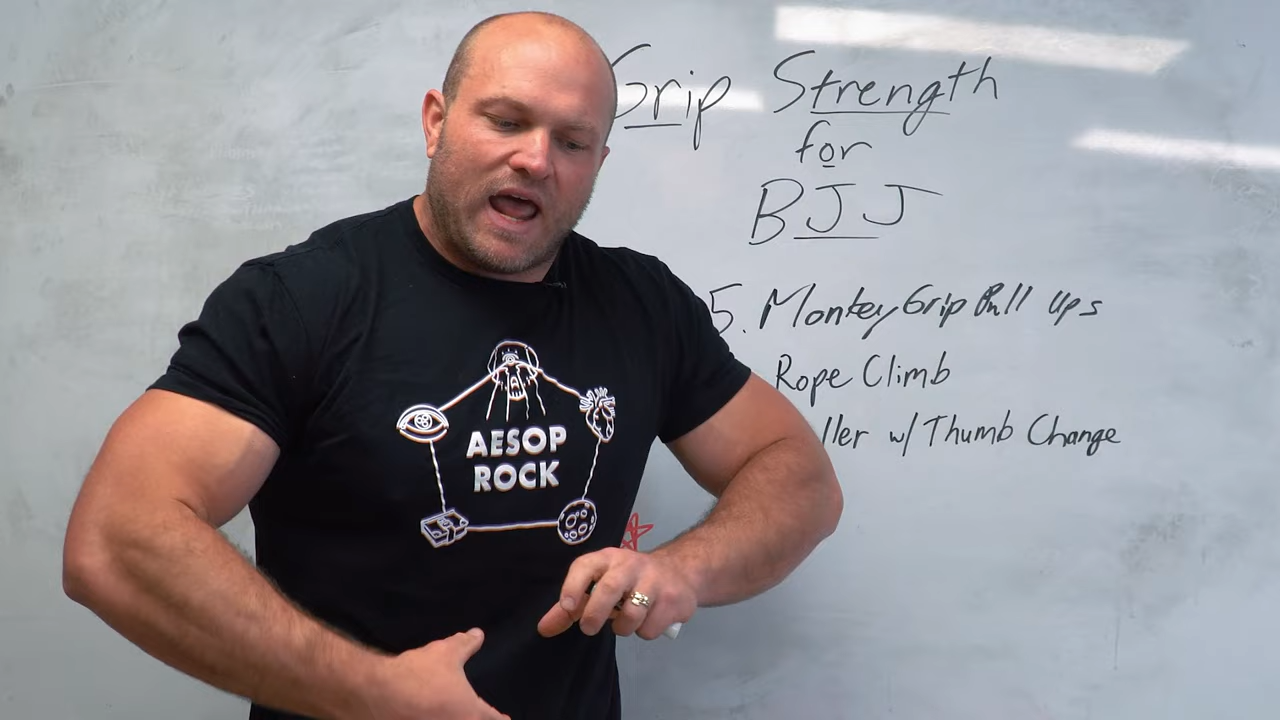 Grip Strength
for
BJJ
5. Monkey Grip Pull Ups
Rope Climb
ller w/ Thumb Change
AESOP
ROCK